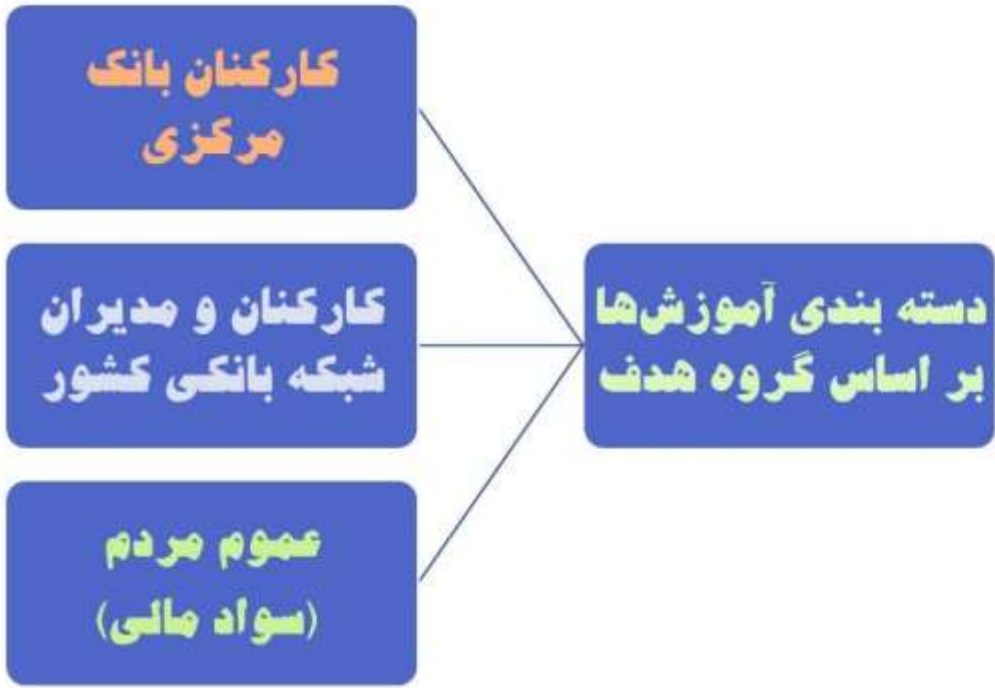 دسته بندی آموزش‌ها
بر اساس گروه هدف
کارکنان بانک
مرکزی
کارکنان و مدیران
شبکه بانکی کشور
عموم مردم
(سواد مالی)